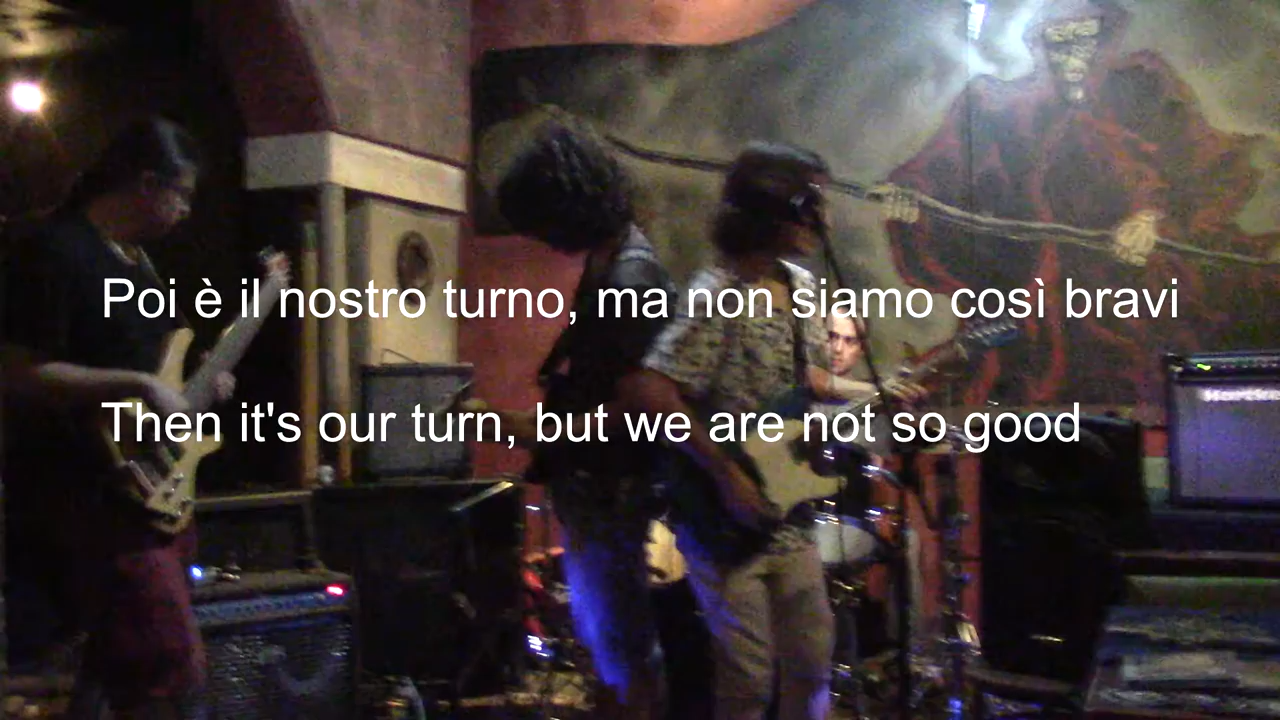 Poi è il nostro turno, ma non siamo così bravi
Then it's our turn, but we are not so good